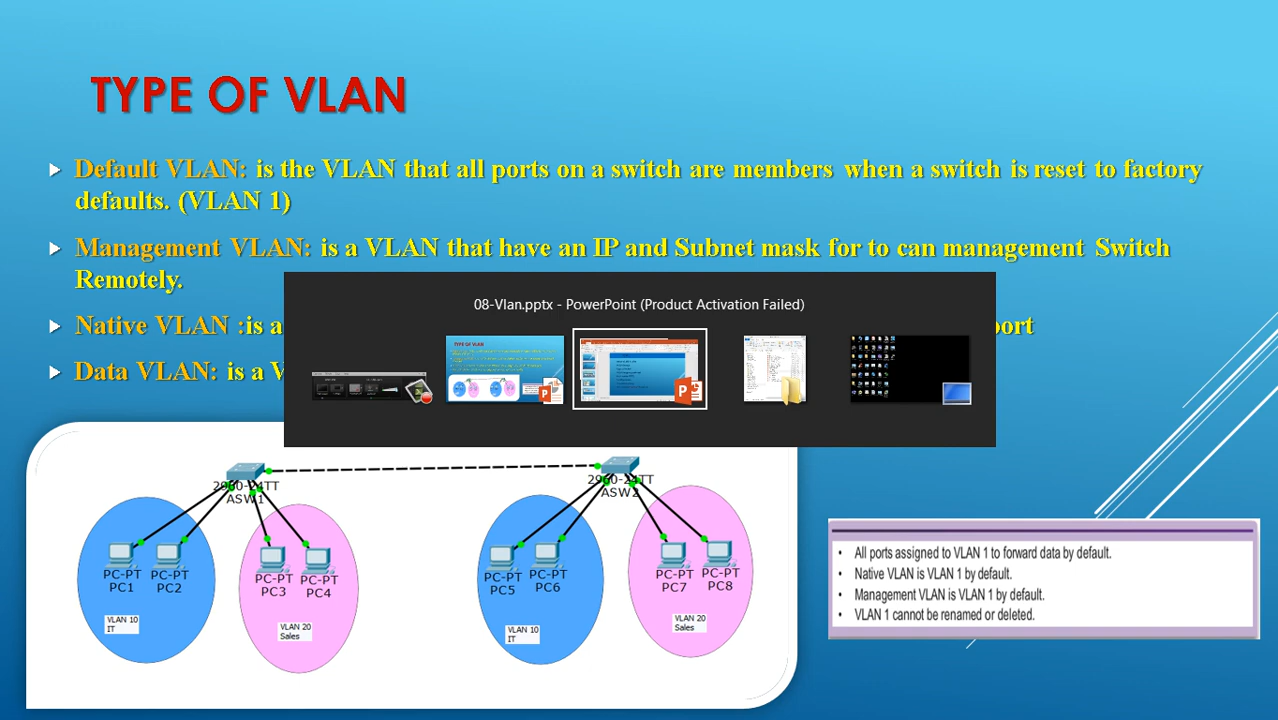 TYPE OF VLAN
Default VLAN: is the VLAN that all ports on a switch are members when a switch is reset to factory
defaults. (VLAN 1)
Management VLAN: is a VLAN that have an IP and Subnet mask for to can management Switch
Remotely.
08-Vlan.pptx - PowerPoint (Product Activation Failed)
Native VLAN :is a
Data VLAN: is a
2960-24TT
ASW1
2960-24TT
ASW2
PC-PT
PC1
PC-PT
PC2
PC-PT
PC3
PC-PT
PC4
PC-PT
PC5
PC-PT
PC6
PC-PT
PC7
PC-PT
PC8
VLAN 10
IT
VLAN 20
Sales
VLAN 10
IT
VLAN 20
Sales
• All ports assigned to VLAN 1 to forward data by default.
• Native VLAN is VLAN 1 by default.
• Management VLAN is VLAN 1 by default.
• VLAN 1 cannot be renamed or deleted.